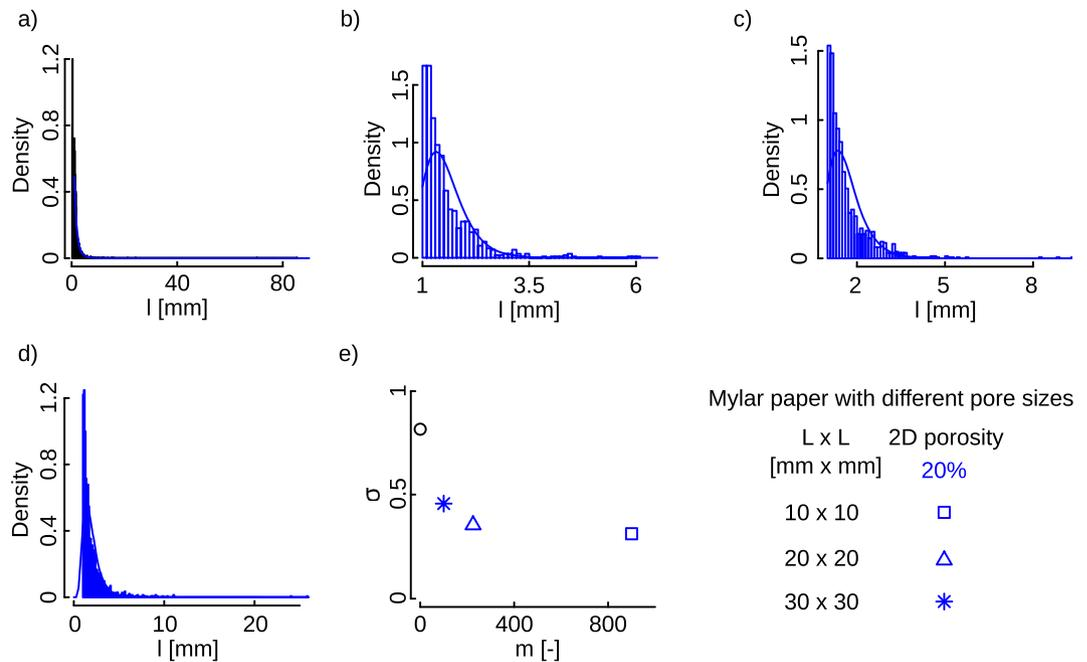 a)
Density
0 0.4 0.8 1.2
0 40 80
l [mm]
b)
Density
0 0.5 1 1.5
1 3.5 6
l [mm]
c)
Density
0 0.5 1 1.5
2 5 8
l [mm]
d)
Density
0 0.4 0.8 1.2
0 10 20
l [mm]
e)
σ
0 0.5 1
0 400 800
m [-]
Mylar paper with different pore sizes
L x L 2D porosity
[mm x mm] 20%
10 x 10
20 x 20
30 x 30